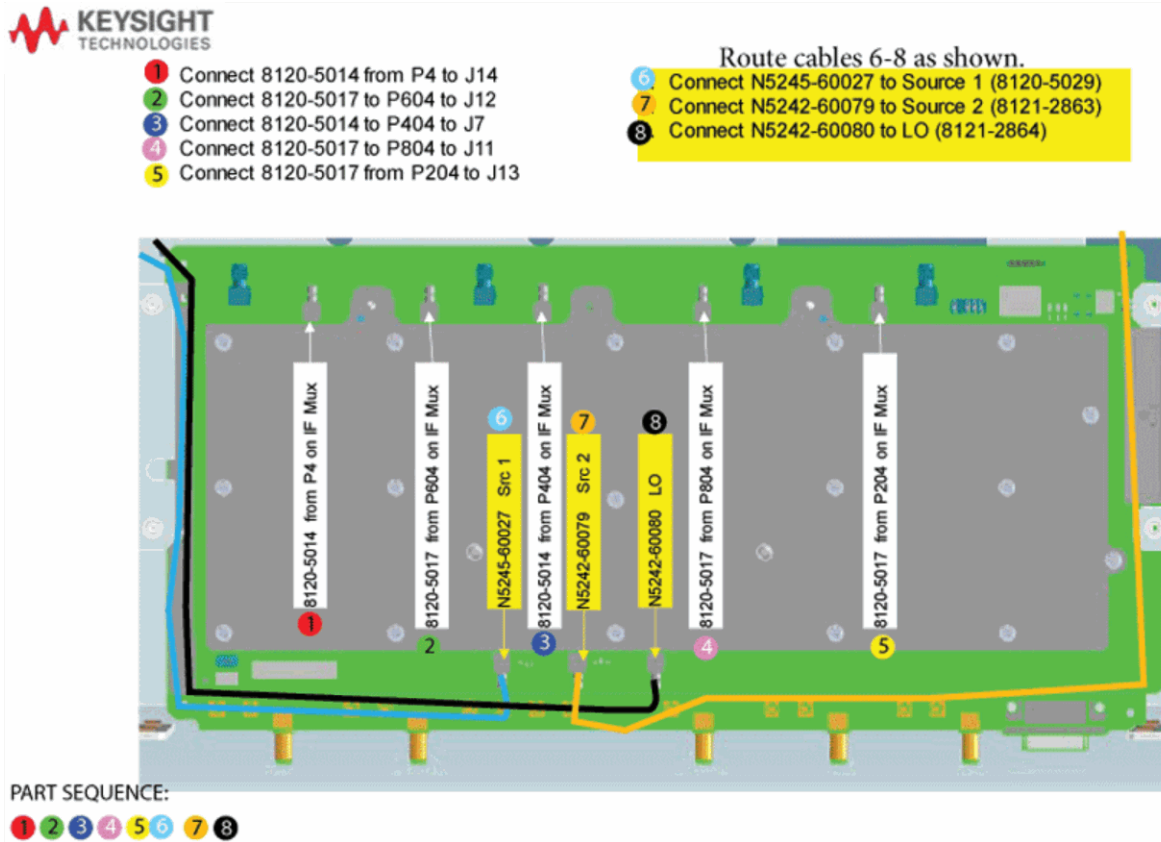 KEYSIGHT
TECHNOLOGIES
1 Connect 8120-5014 from P4 to J14
2 Connect 8120-5017 to P604 to J12
3 Connect 8120-5014 to P404 to J7
4 Connect 8120-5017 to P804 to J11
5 Connect 8120-5017 from P204 to J13
Route cables 6-8 as shown.
6. Connect N5245-60027 to Source 1 (8120-5029)
7. Connect N5242-60079 to Source 2 (8121-2863)
8. Connect N5242-60080 to LO (8121-2864)
8120-5014 from P4 on IF Mux
1
8120-5017 from P604 on IF Mux
2
6
N5245-60027 Src 1
8120-5014 from P404 on IF Mux
3
7
N5242-60079 Src 2
8
N5242-60080 LO
8120-5017 from P804 on IF Mux
4
8120-5017 from P204 on IF Mux
5
PART SEQUENCE:
1 2 3 4 5 6 7 8